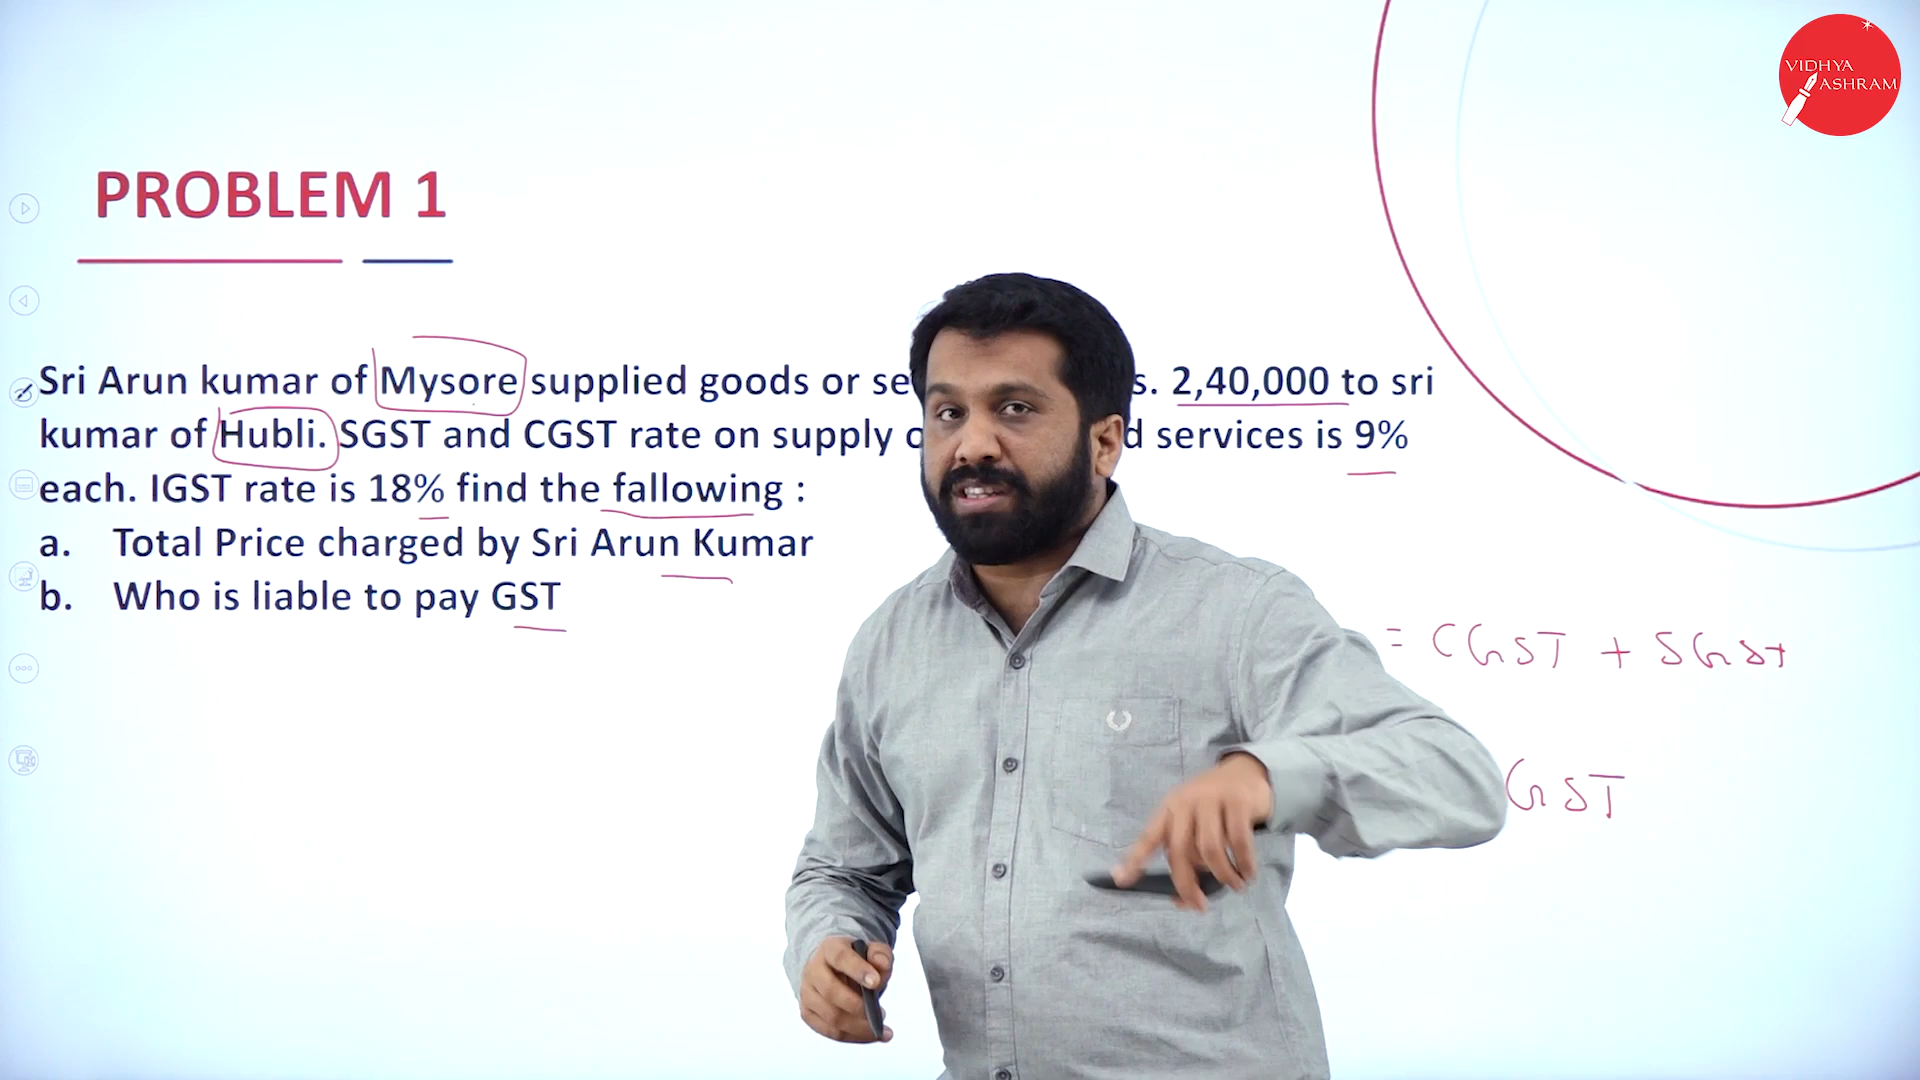 VIDHYA
ASHRAM
PROBLEM 1
Sri Arun kumar of Mysore supplied goods or 2,40,000 to sri
kumar of Hubli. SGST and CGST rate on supply services is 9%
each. IGST rate is 18% find the fallowing :
a. Total Price charged by Sri Arun Kumar
b. Who is liable to pay GST
= CGST + SGST
GST